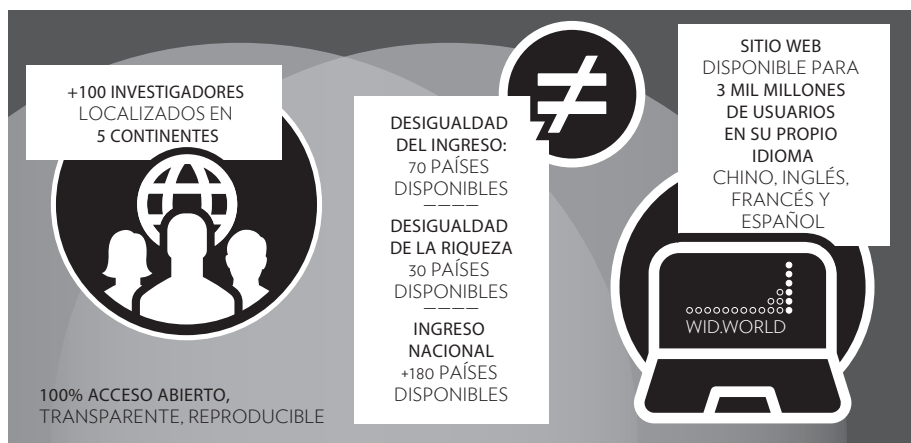 +100 INVESTIGADORES
LOCALIZADOS EN
5 CONTINENTES
100% ACCESO ABIERTO,
TRANSPARENTE, REPRODUCIBLE
≠
DESIGUALDAD
DEL INGRESO:
70 PAÍSES
DISPONIBLES
————
DESIGUALDAD
DE LA RIQUEZA
30 PAÍSES
DISPONIBLES
————
INGRESO
NACIONAL
+180 PAÍSES
DISPONIBLES
SITIO WEB
DISPONIBLE PARA
3 MIL MILLONES
DE USUARIOS
EN SU PROPIO
IDIOMA
CHINO, INGLÉS,
FRANCÉS Y
ESPAÑOL
WID.WORLD